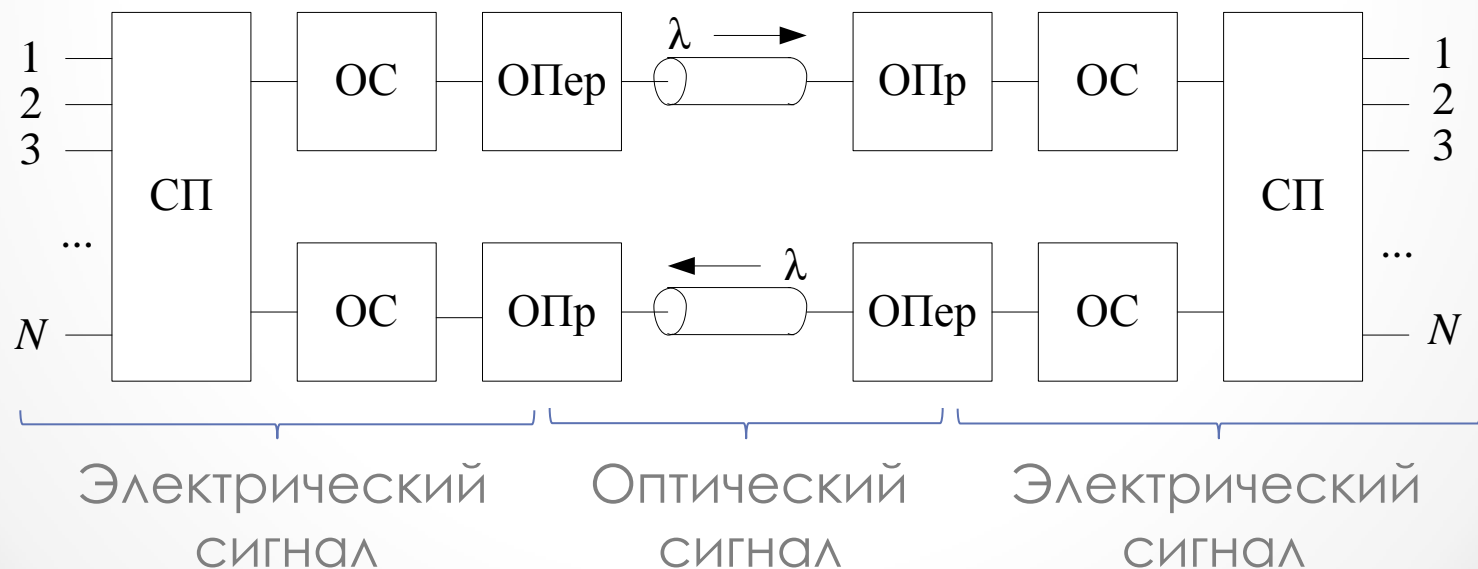 λ
1
2
3
...
N
СП
ОС
ОПер
ОПр
ОС
СП
1
2
3
...
N
λ
ОС
ОПр
ОПер
ОС
Электрический
сигнал
Оптический
сигнал
Электрический
сигнал